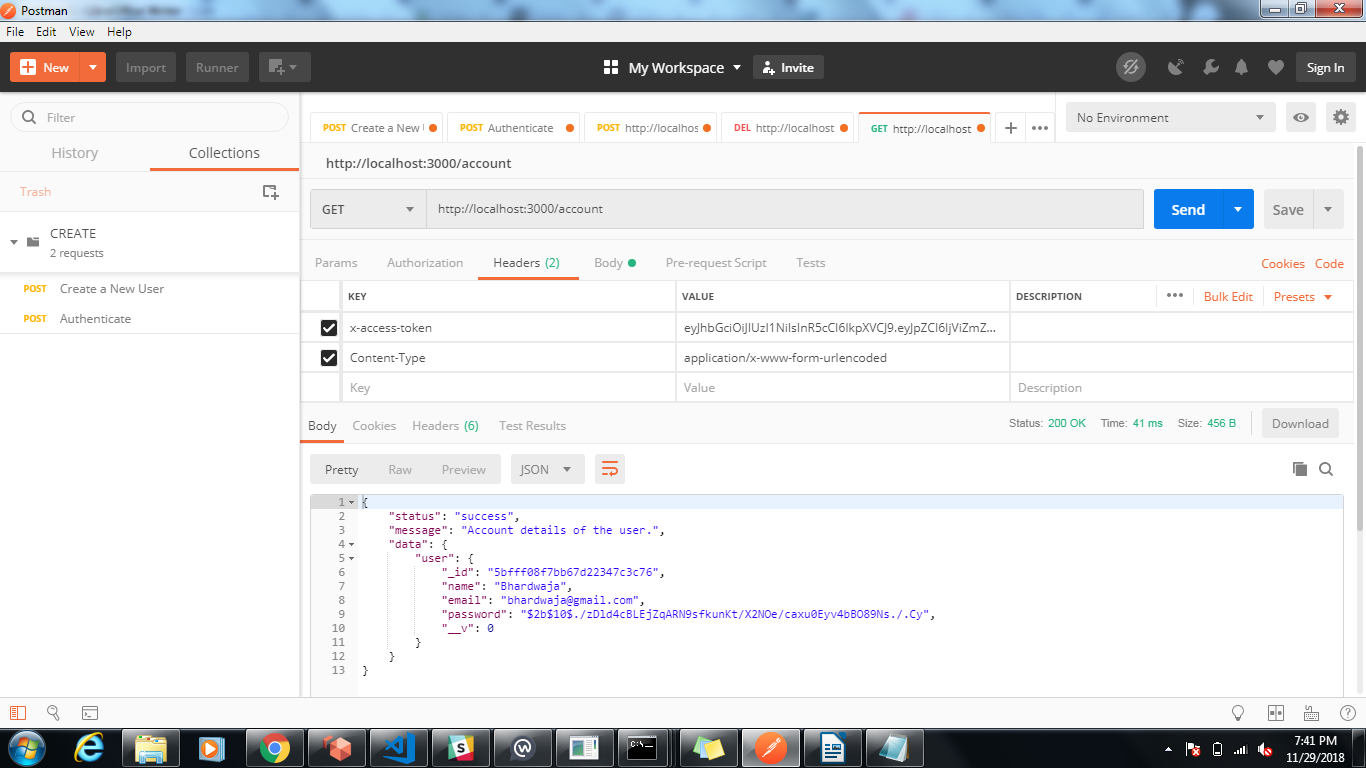 Postman
File Edit View Help
New Import Runner My Workspace Invite Sign In
Filter
History Collections
Trash
CREATE
2 requests
POST Create a New User
POST Authenticate
POST Create a New POST Authenticate POST http://localhos DEL http://localhost GET http://localhost
No Environment
http://localhost:3000/account
GET http://localhost:3000/account Send Save
Params Authorization Headers (2) Body Pre-request Script Tests Cookies Code
KEY VALUE DESCRIPTION Bulk Edit Presets
x-access-token DESCRIPTION
Content-Type application/x-www-form-urlencoded
Key Value Description
Body Cookies Headers (6) Test Results Status: 200 OK Time: 41 ms Size: 456 B Download
Pretty Raw Preview JSON
1 {
2 "status": "success",
3 "message": "Account details of the user.",
4 "data": {
5 "user": {
6 "_id": "5bfff08f7bb67d22347c3c76",
7 "name": "Bhardwaja",
8 "email": "bhardwaja@gmail.com",
9 "password": "$2b$10$./zDld4cBLEjZqARN9sfkunKt/X2NOe/caxu0Eyv4bBO89Ns./.Cy",
10 "__v": 0
11 }
12 }
13 }
7:41 PM
11/29/2018